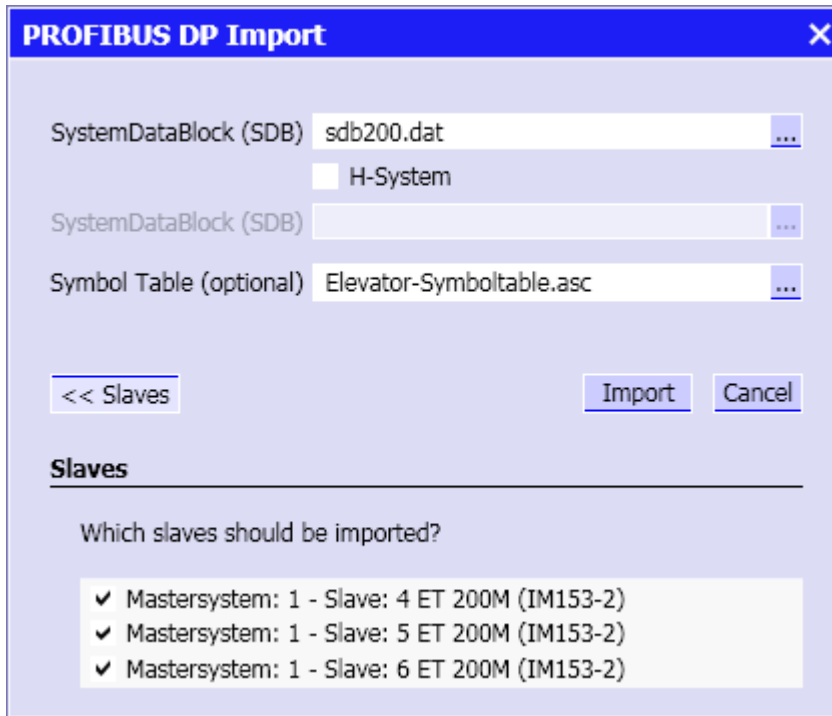 PROFIBUS DP Import
SystemDataBlock (SDB) sdb200.dat ...
H-System
SystemDataBlock (SDB) ...
Symbol Table (optional) Elevator-Symboltable.asc ...
<< Slaves Import Cancel
Slaves
Which slaves should be imported?
Mastersystem: 1 - Slave: 4 ET 200M (IM153-2)
Mastersystem: 1 - Slave: 5 ET 200M (IM153-2)
Mastersystem: 1 - Slave: 6 ET 200M (IM153-2)